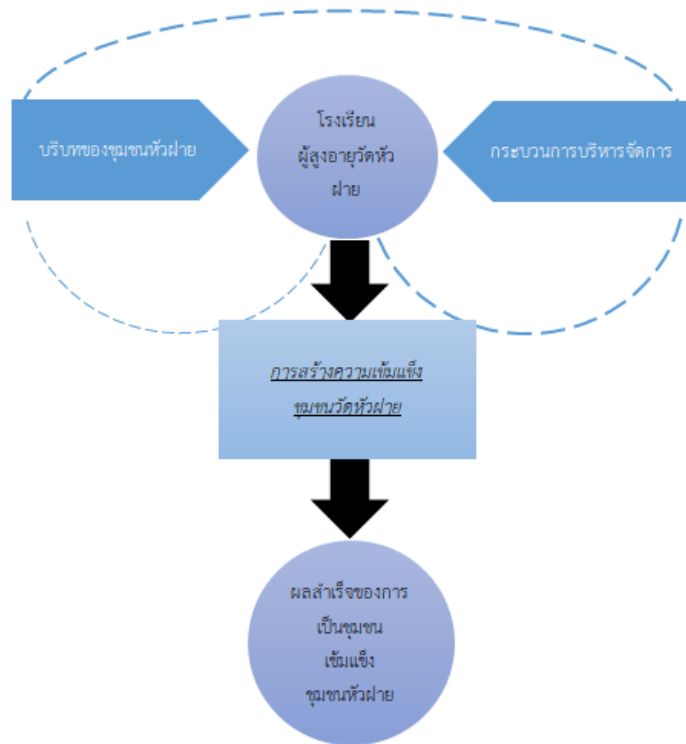 โรงเรียน
ผู้สูงอายุวัดหัว
ฝาย
บริบทของชุมชนหัวฝาย
กระบวนการบริหารจัดการ
การสร้างความเข้มแข็ง
ชุมชนวัดหัวฝาย
ผลสำเร็จของการ
เป็นชุมชน
เข้มแข็ง
ชุมชนหัวฝาย